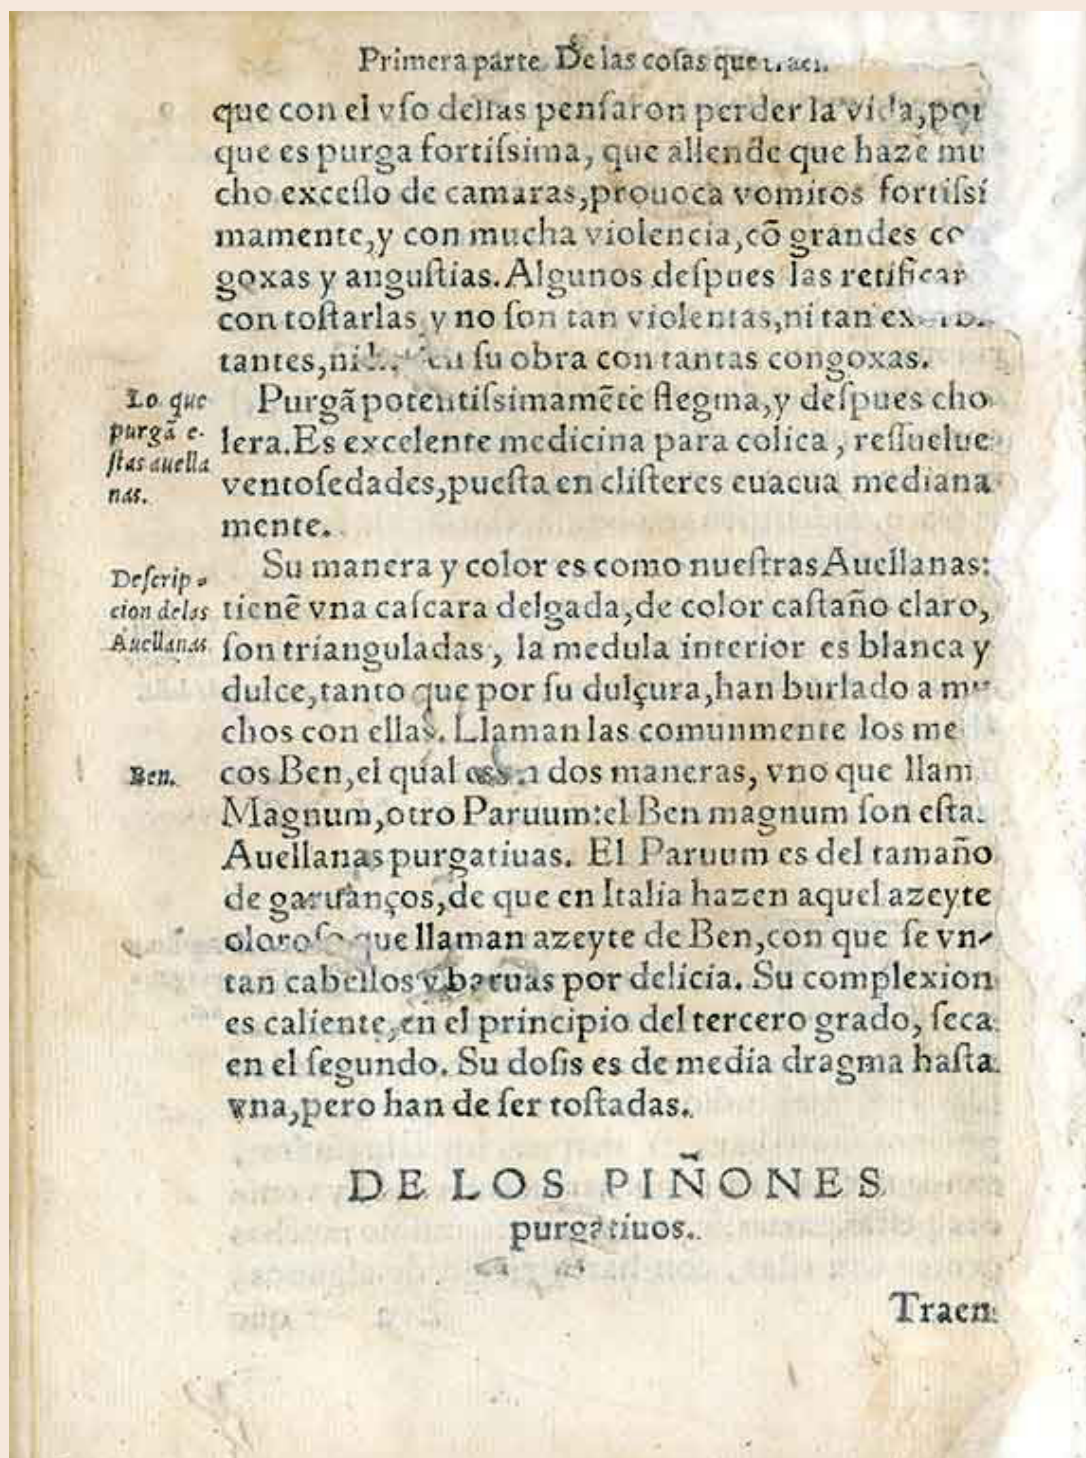 Primera parte. De las coſas que traen.
que con el vſo dellas penſaron perder la vida, por
que es purga fortiſsima, que allende que haze mu
cho exceſſo de camaras, prouoca vomitos fortiſsi
mamente, y con mucha violencia, cõ grandes co
goxas y anguſtias. Algunos deſpues las retifican
con toſtarlas y no ſon tan violentas, ni tan
tantes, ni ſu obra con tantas congoxas.
Lo que
purgã e-
ſtas auella
nas.
Purgã potentiſsimamẽte flegma, y deſpues cho
lera. Es excelente medicina para colica, reſſuelue
ventoſedades, pueſta en cliſteres euacua mediana
mente.
Deſcrip-
cion delas
Auellanas
Su manera y color es como nueſtras Auellanas:
tienẽ vna caſcara delgada, de color caſtaño claro,
ſon trianguladas, la medula interior es blanca y
dulce, tanto que por ſu dulçura, han burlado a mu
chos con ellas. Llaman las comunmente los me
Ben.
cos Ben, el qual dos maneras, vno que llam
Magnum, otro Paruum: el Ben magnum ſon eſta
Auellanas purgatiuas. El Paruum es del tamaño
de garuanços, de que en Italia hazen aquel azeyte
oloroſo que llaman azeyte de Ben, con que ſe vn-
tan cabellos y baruas por delicia. Su complexion
es caliente, en el principio del tercero grado, ſeca
en el ſegundo. Su doſis es de media dragma haſta
vna, pero han de ſer toſtadas.
DE LOS PIÑONES
purgatiuos.
Traen